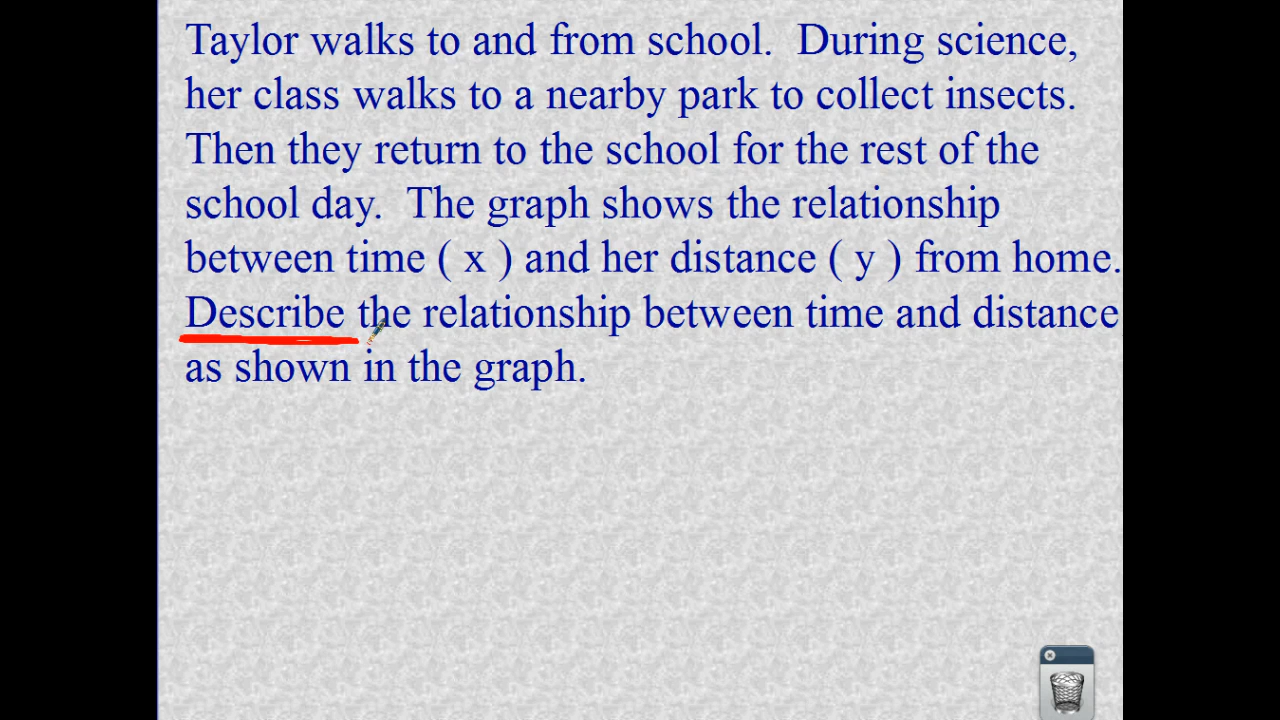 Taylor walks to and from school. During science,
her class walks to a nearby park to collect insects.
Then they return to the school for the rest of the
school day. The graph shows the relationship
between time ( x ) and her distance ( y ) from home.
Describe the relationship between time and distance
as shown in the graph.